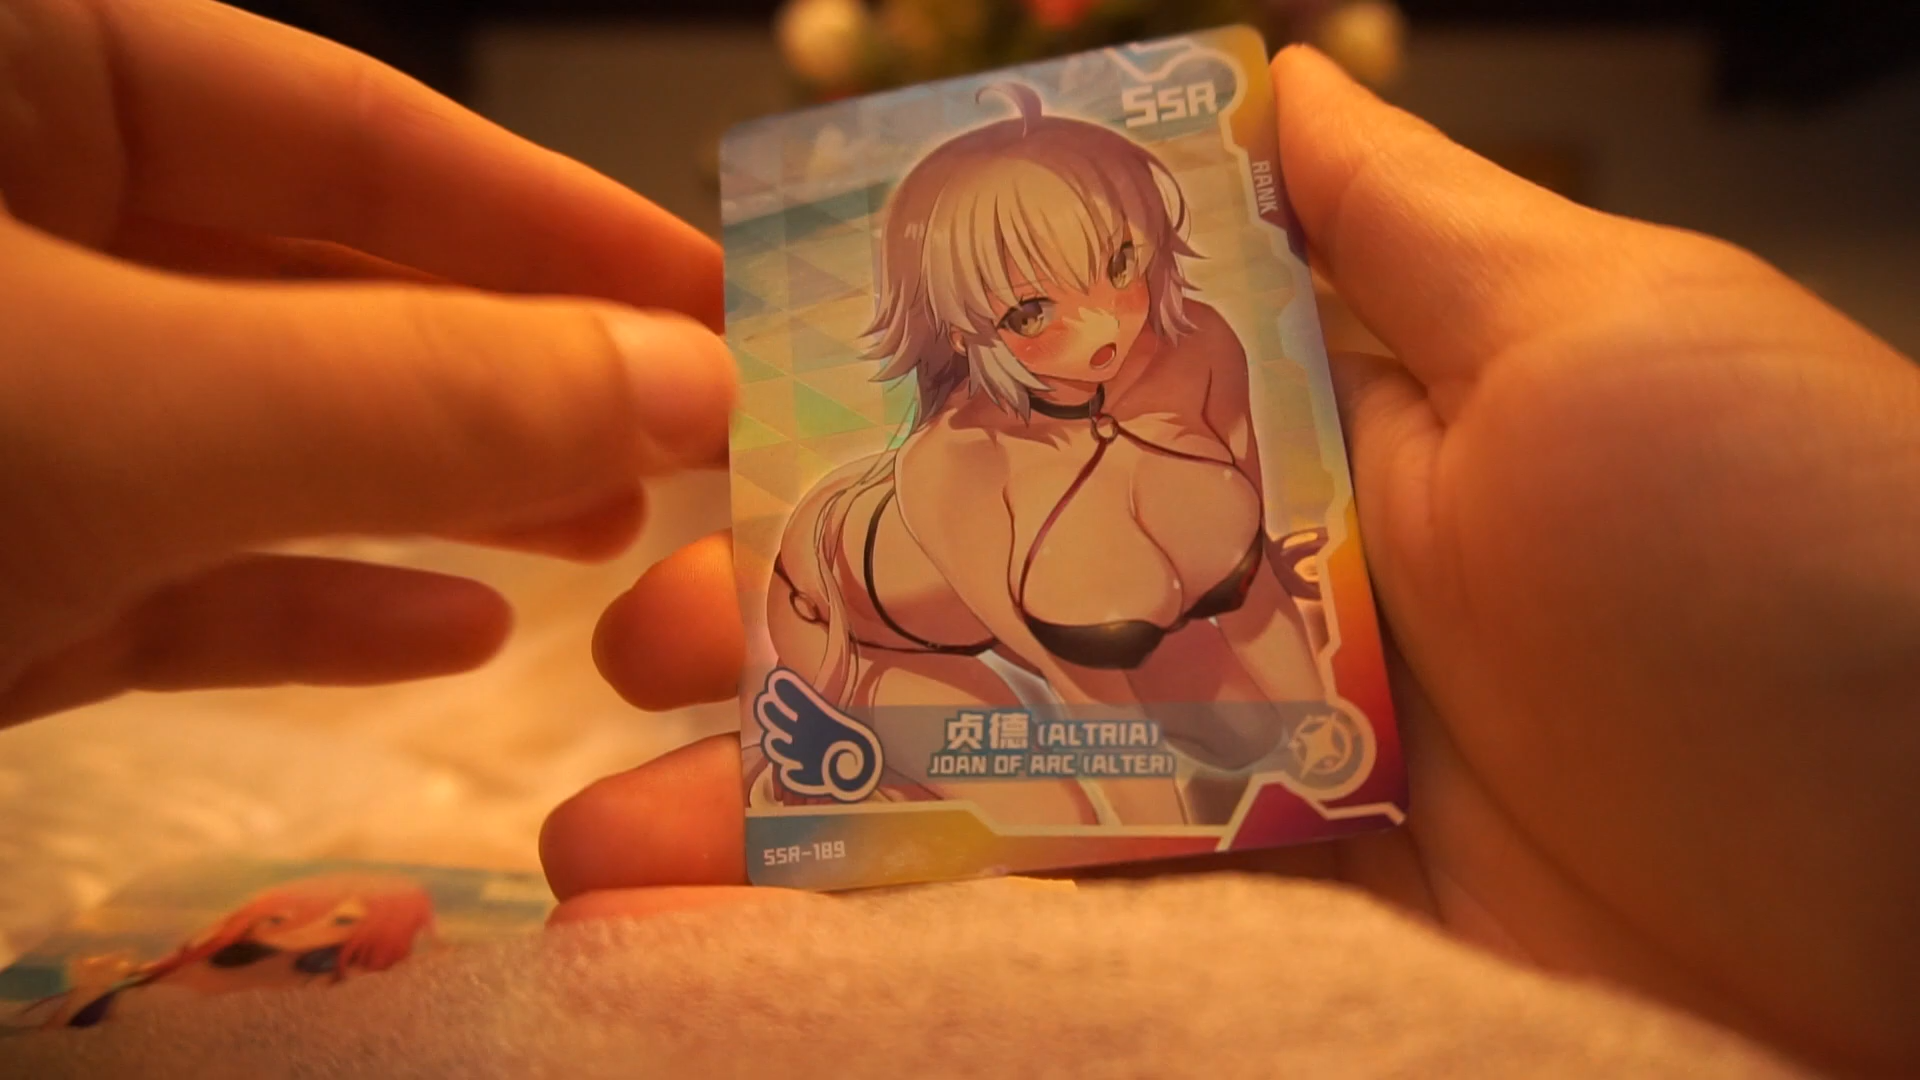 SSR
RANK
贞德 (ALTRIA)
JOAN OF ARC (ALTER)
SSR-189